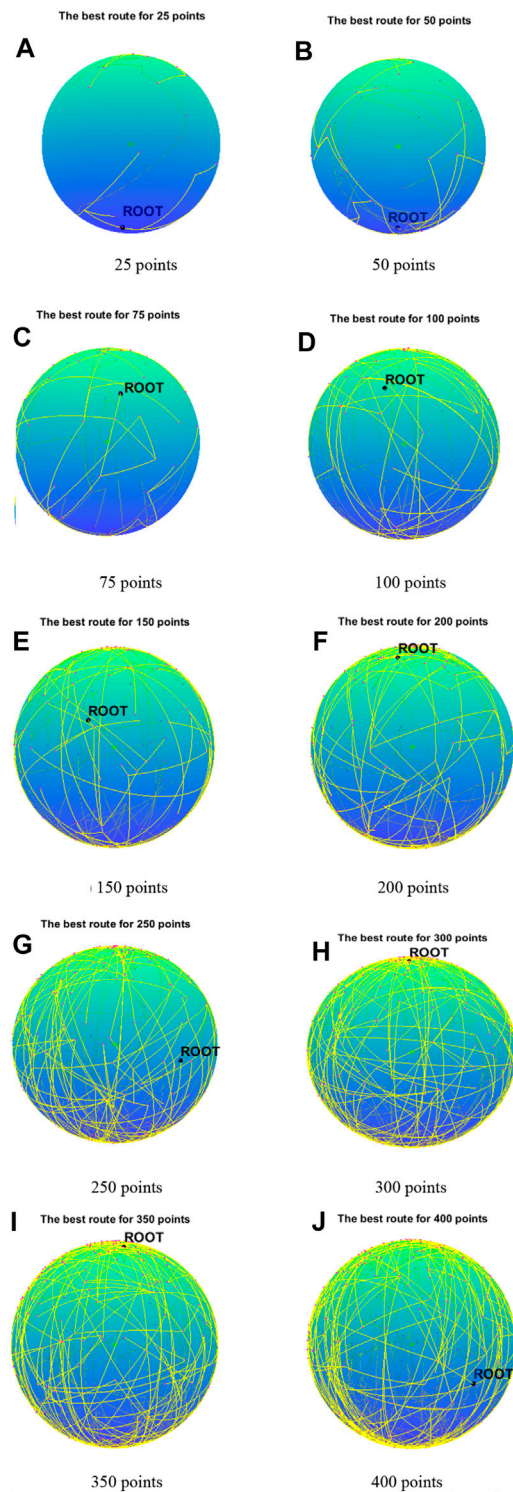 The best route for 25 points
The best route for 50 points
A
B
ROOT
ROOT
25 points
50 points
The best route for 75 points
The best route for 100 points
C
D
ROOT
ROOT
75 points
100 points
The best route for 150 points
The best route for 200 points
E
F
ROOT
ROOT
) 150 points
200 points
The best route for 250 points
The best route for 300 points
G
H
ROOT
ROOT
250 points
300 points
The best route for 350 points
The best route for 400 points
I
J
ROOT
ROOT
350 points
400 points